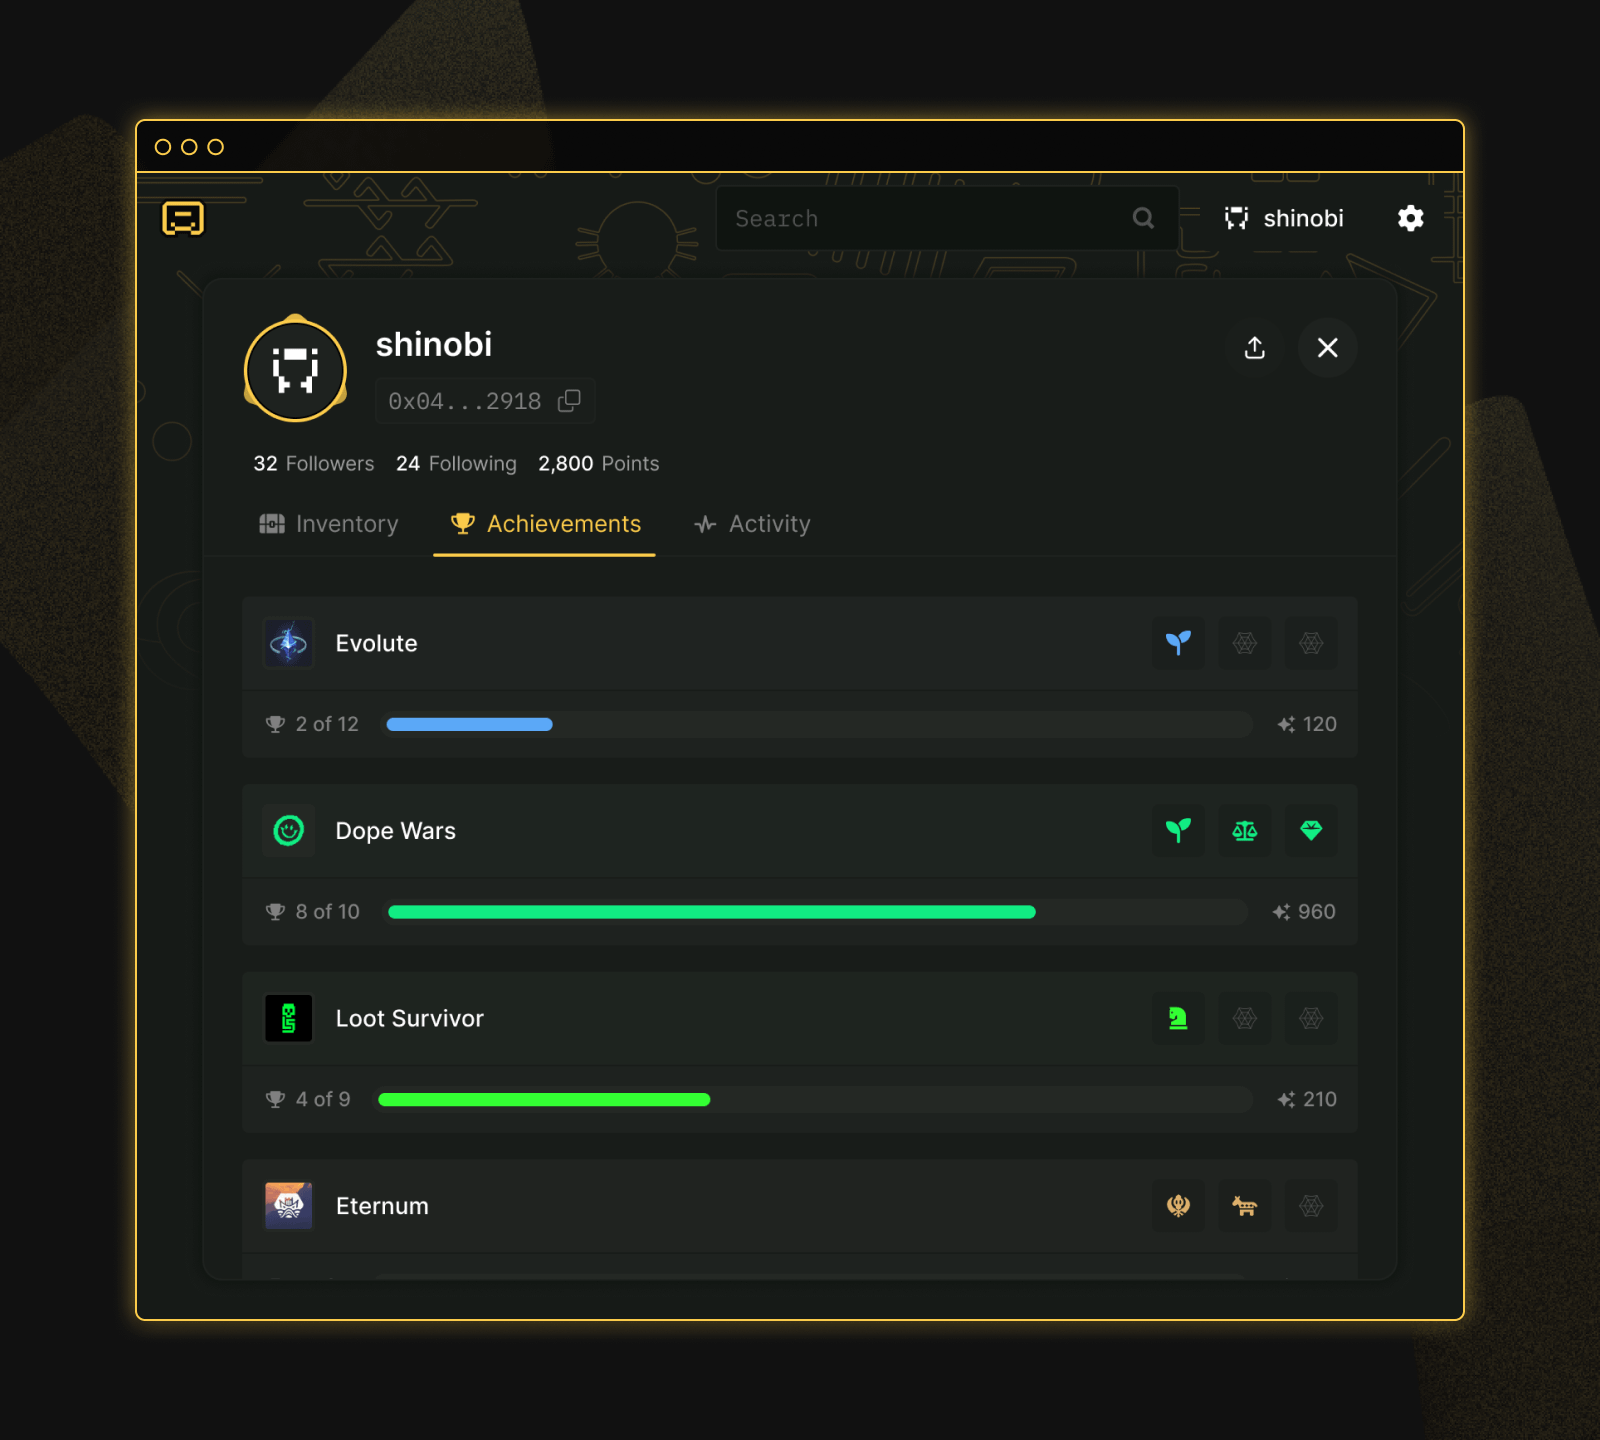 Search
shinobi
shinobi
0x04...2918
32 Followers 24 Following 2,800 Points
Inventory Achievements Activity
Evolute
2 of 12 120
Dope Wars
8 of 10 960
Loot Survivor
4 of 9 210
Eternum